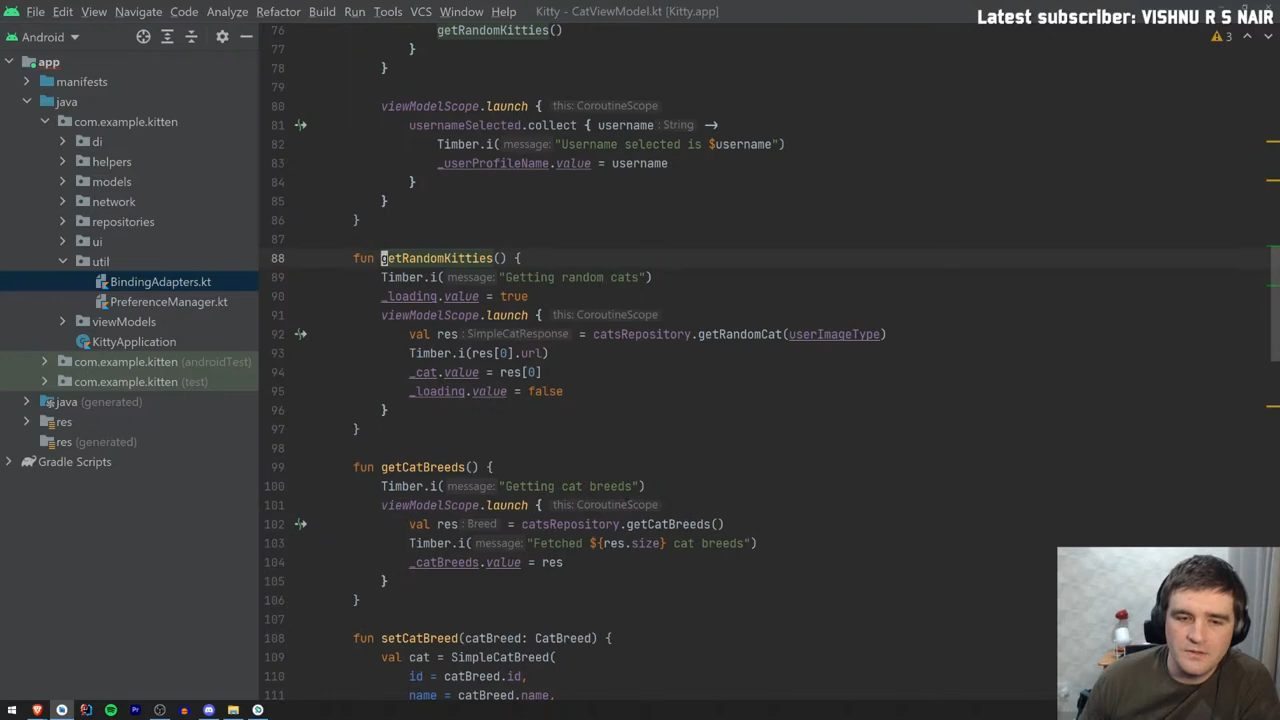 File Edit View Navigate Code Analyze Refactor Build Run Tools VCS Window Help Kitty - CatViewModel.kt [Kitty.app]
Latest subscriber: VISHNU R S NAIR
Android
3
app
manifests
java
com.example.kitten
di
helpers
models
network
repositories
ui
util
BindingAdapters.kt
PreferenceManager.kt
viewModels
KittyApplication
com.example.kitten (androidTest)
com.example.kitten (test)
java (generated)
res
res (generated)
Gradle Scripts
76 getRandomKitties()
77 }
78 }
79
80 viewModelScope.launch { this: CoroutineScope
81 usernameSelected.collect { username : String ->
82 Timber.i( message: "Username selected is $username")
83 _userProfileName.value = username
84 }
85 }
86 }
87
88 fun getRandomKitties() {
89 Timber.i( message: "Getting random cats")
90 _loading.value = true
91 viewModelScope.launch { this: CoroutineScope
92 val res : SimpleCatResponse = catsRepository.getRandomCat(userImageType)
93 Timber.i(res[0].url)
94 _cat.value = res[0]
95 _loading.value = false
96 }
97 }
98
99 fun getCatBreeds() {
100 Timber.i( message: "Getting cat breeds")
101 viewModelScope.launch { this: CoroutineScope
102 val res : Breed = catsRepository.getCatBreeds()
103 Timber.i( message: "Fetched ${res.size} cat breeds")
104 _catBreeds.value = res
105 }
106 }
107
108 fun setCatBreed(catBreed: CatBreed) {
109 val cat = SimpleCatBreed(
110 id = catBreed.id,
111 name = catBreed.name,